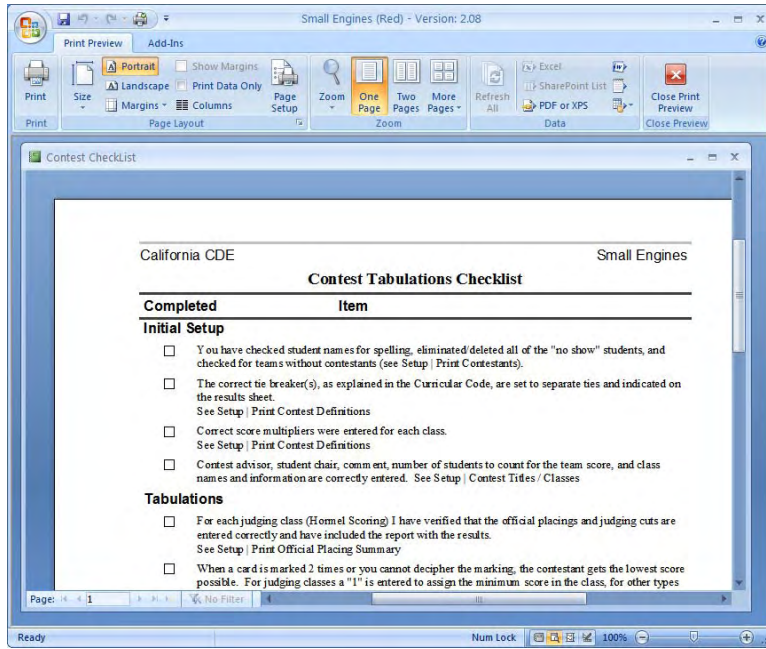 Small Engines (Red) - Version: 2.08
Print Preview Add-Ins
Print
Size
Portrait
Landscape
Margins
Show Margins
Print Data Only
Columns
Page Setup
Zoom
One Page
Two Pages
More Pages
Refresh All
Excel
SharePoint List
PDF or XPS
Close Print Preview
Print Page Layout Zoom Data Close Preview
Contest CheckList
California CDE Small Engines
Contest Tabulations Checklist
Completed Item
Initial Setup
You have checked student names for spelling, eliminated/deleted all of the "no show" students, and
checked for teams without contestants (see Setup | Print Contestants).
The correct tie breaker(s), as explained in the Curricular Code, are set to separate ties and indicated on
the results sheet.
See Setup | Print Contest Definitions
Correct score multipliers were entered for each class.
See Setup | Print Contest Definitions
Contest advisor, student chair, comment, number of students to count for the team score, and class
names and information are correctly entered. See Setup | Contest Titles / Classes
Tabulations
For each judging class (Hormel Scoring) I have verified that the official placings and judging cuts are
entered correctly and have included the report with the results.
See Setup | Print Official Placing Summary
When a card is marked 2 times or you cannot decipher the marking, the contestant gets the lowest score
possible. For judging classes a "1" is entered to assign the minimum score in the class, for other types
Page: 1 No Filter
Ready Num Lock 100%